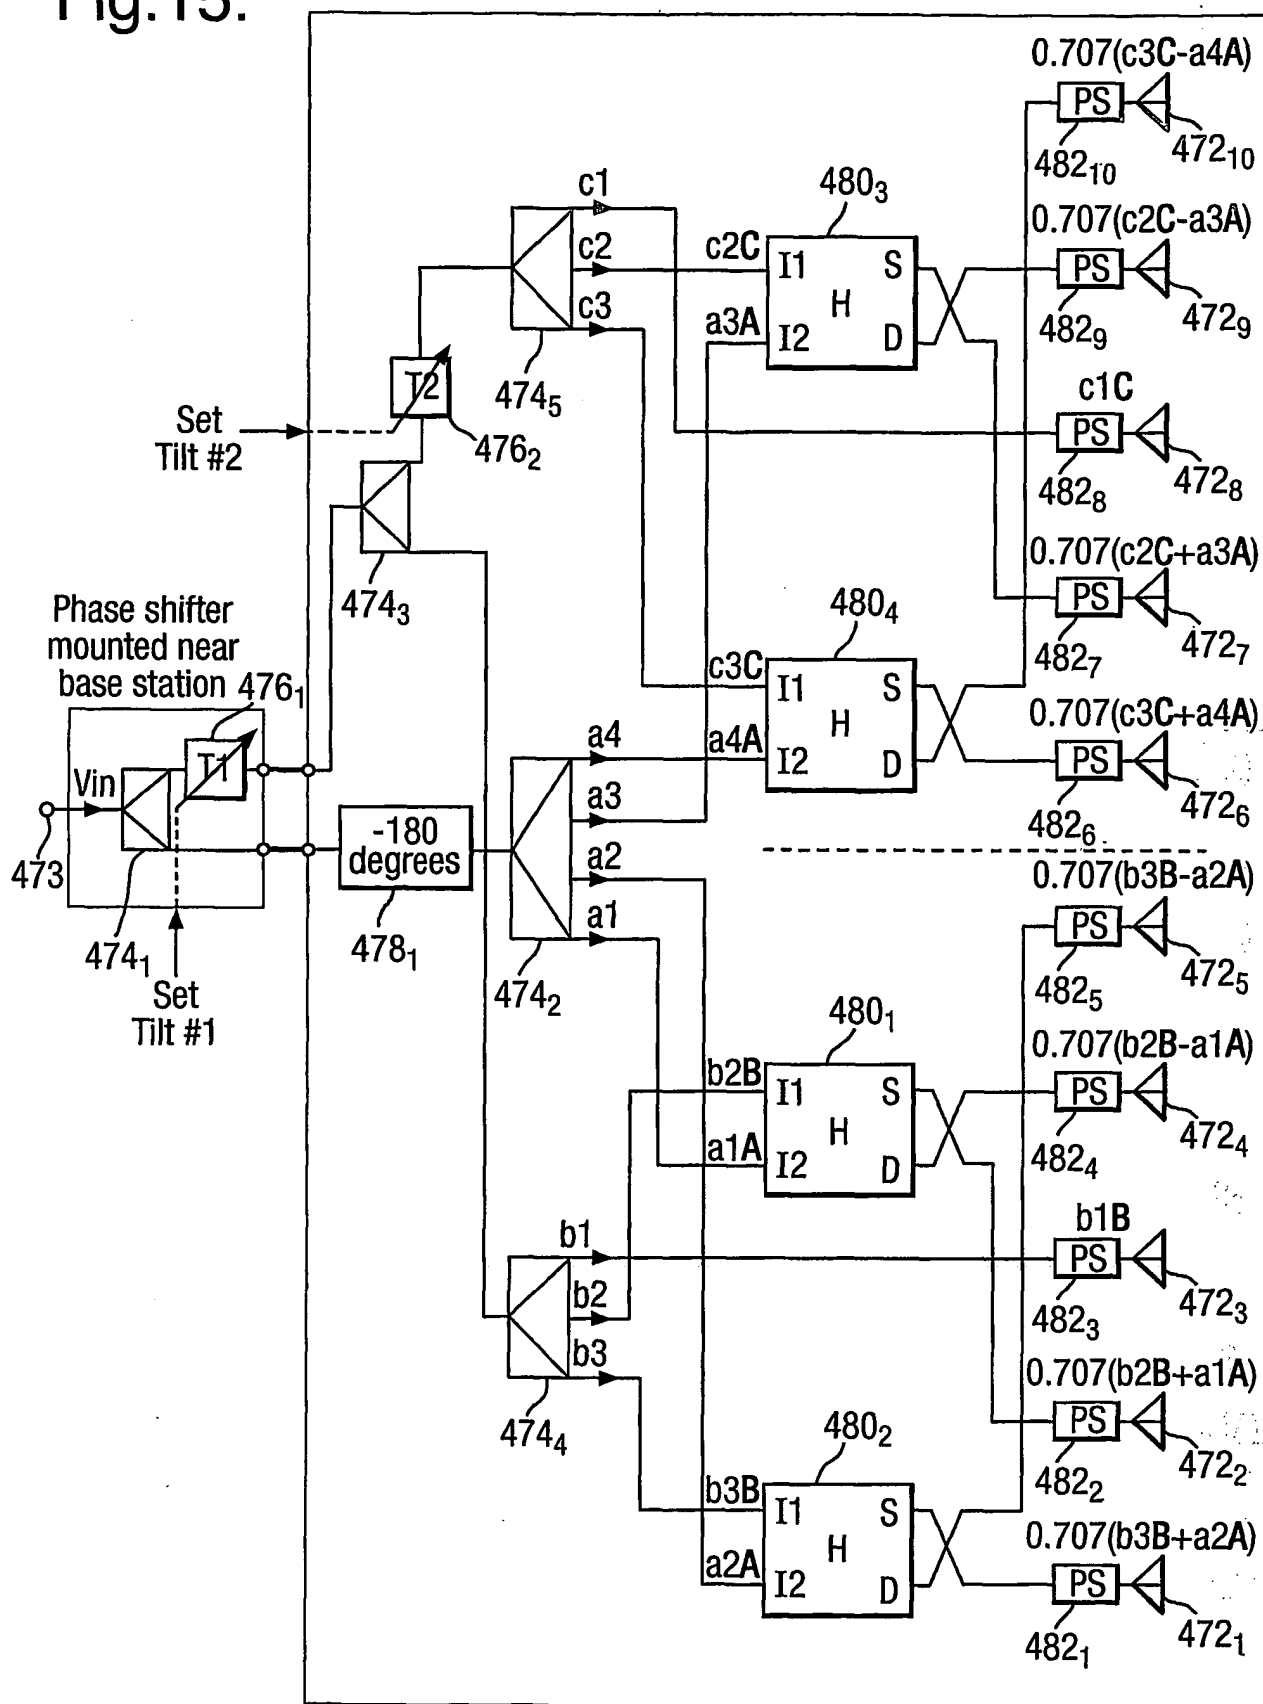 Fig.15.
0.707(c3C-a4A)
PS
482₁₀
472₁₀
c1
c2
c3
474₅
480₃
c2C
a3A
I1
I2
H
S
D
0.707(c2C-a3A)
PS
482₉
472₉
Set
Tilt #2
T2
476₂
c1C
PS
482₈
472₈
474₃
0.707(c2C+a3A)
PS
482₇
472₇
Phase shifter
mounted near
base station
476₁
T1
Vin
473
474₁
Set
Tilt #1
480₄
c3C
a4A
I1
I2
H
S
D
0.707(c3C+a4A)
PS
482₆
472₆
-180
degrees
478₁
a4
a3
a2
a1
474₂
0.707(b3B-a2A)
PS
482₅
472₅
480₁
b2B
a1A
I1
I2
H
S
D
0.707(b2B-a1A)
PS
482₄
472₄
b1
b2
b3
474₄
b1B
PS
482₃
472₃
0.707(b2B+a1A)
PS
482₂
472₂
480₂
b3B
a2A
I1
I2
H
S
D
0.707(b3B+a2A)
PS
482₁
472₁